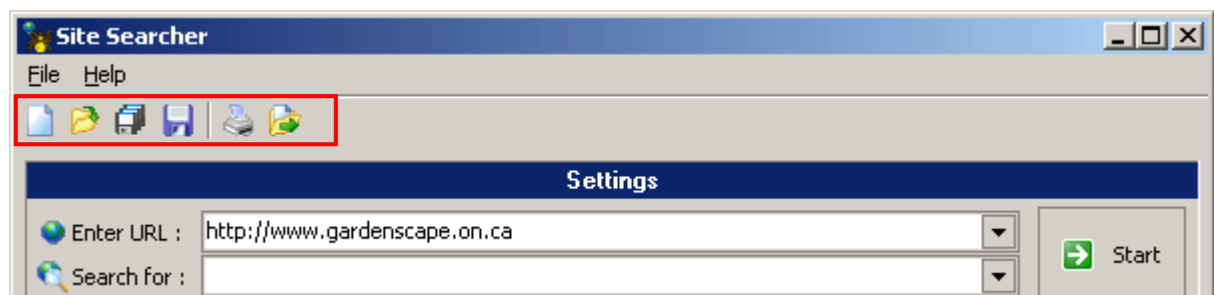 Site Searcher
File Help
Settings
Enter URL : http://www.gardenscape.on.ca
Search for :
Start